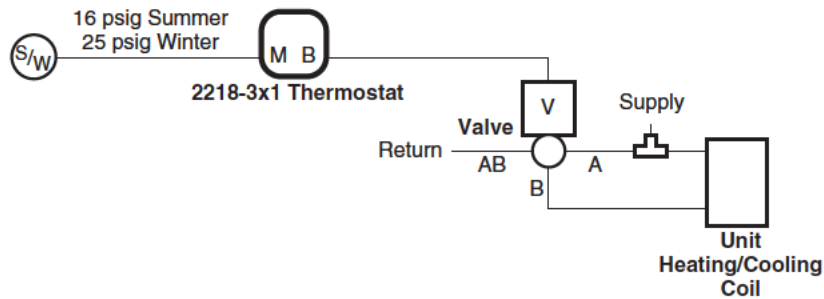 16 psig Summer
25 psig Winter
S/W
M B
2218-3x1 Thermostat
V
Supply
Valve
Return
AB
A
B
Unit
Heating/Cooling
Coil